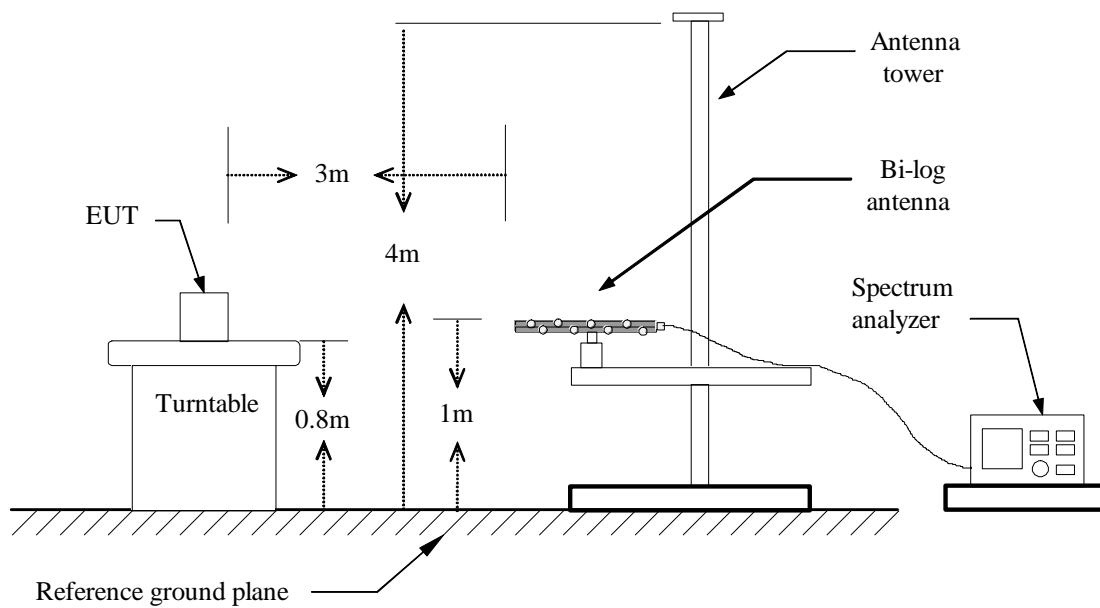 Antenna
tower
3m
Bi-log
antenna
EUT
4m
Spectrum
analyzer
Turntable
0.8m
1m
Reference ground plane